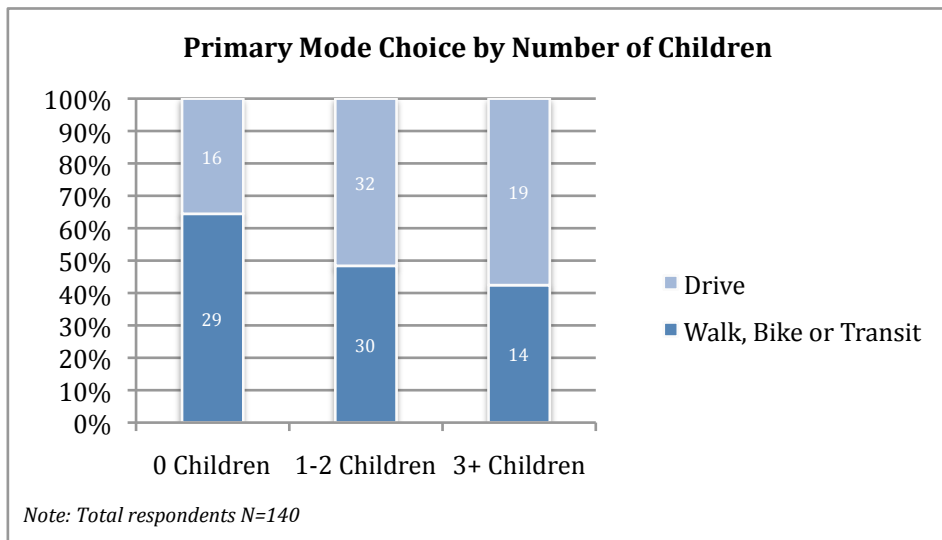 Primary Mode Choice by Number of Children
100%
90%
80%
70%
60%
50%
40%
30%
20%
10%
0%
16
32
19
29
30
14
Drive
Walk, Bike or Transit
0 Children
1-2 Children
3+ Children
Note: Total respondents N=140